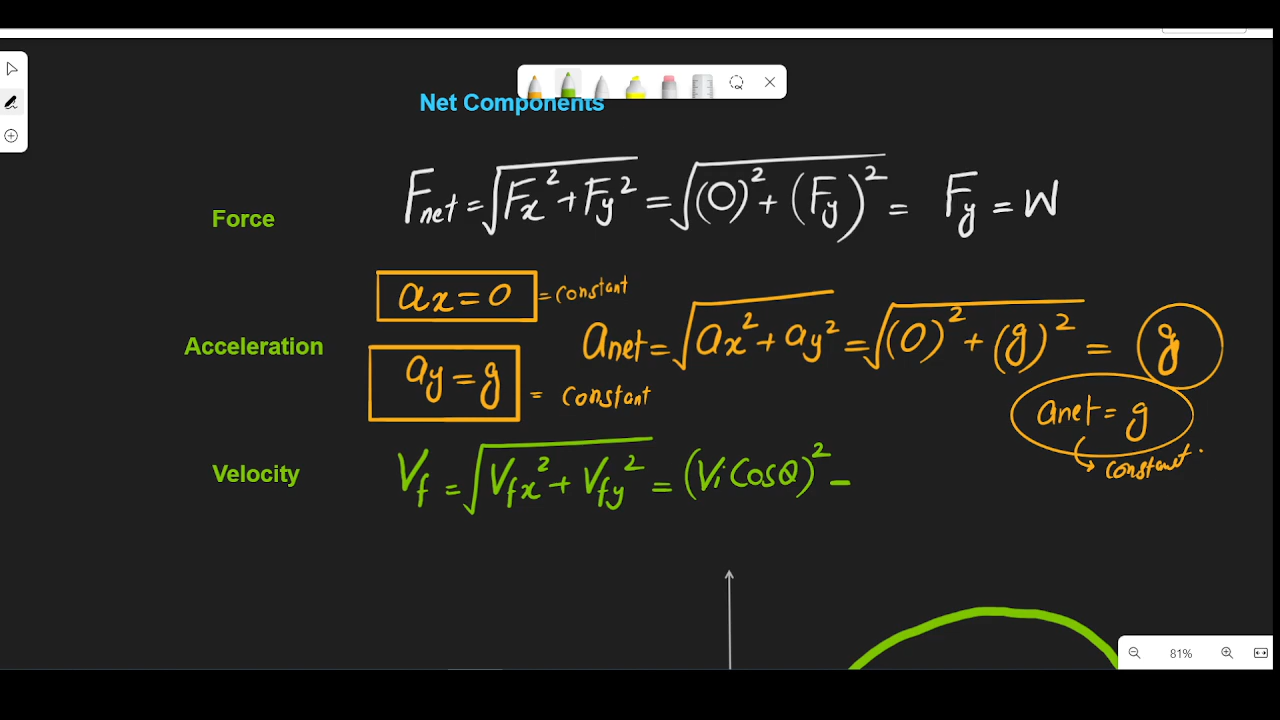 Net Components
Force
Fnet = √Fx² + Fy² = √(0)² + (Fy)² = Fy = W
ax = 0 = constant
Acceleration
anet = √ax² + ay² = √(0)² + (g)² = g
ay = g = constant
anet = g
↳ constant.
Velocity
Vf = √Vfx² + Vfy² = (Vi Cosθ)² –
81%